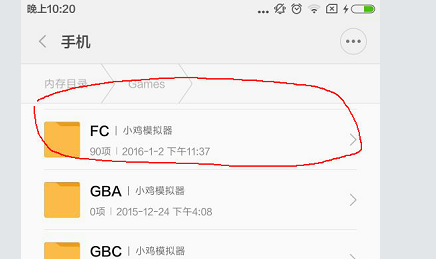 晚上10:20
手机
内存目录 Games
FC | 小鸡模拟器
90项 | 2016-1-2 下午11:37
GBA | 小鸡模拟器
0项 | 2015-12-24 下午4:08
GBC | 小鸡模拟器